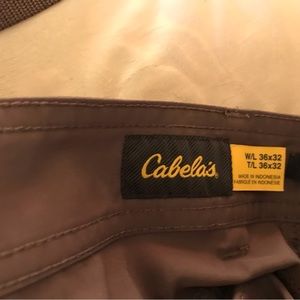 Cabela's
W/L 36x32
T/L 36x32
MADE IN INDONESIA
FABRIQUÉ EN INDONÉSIE